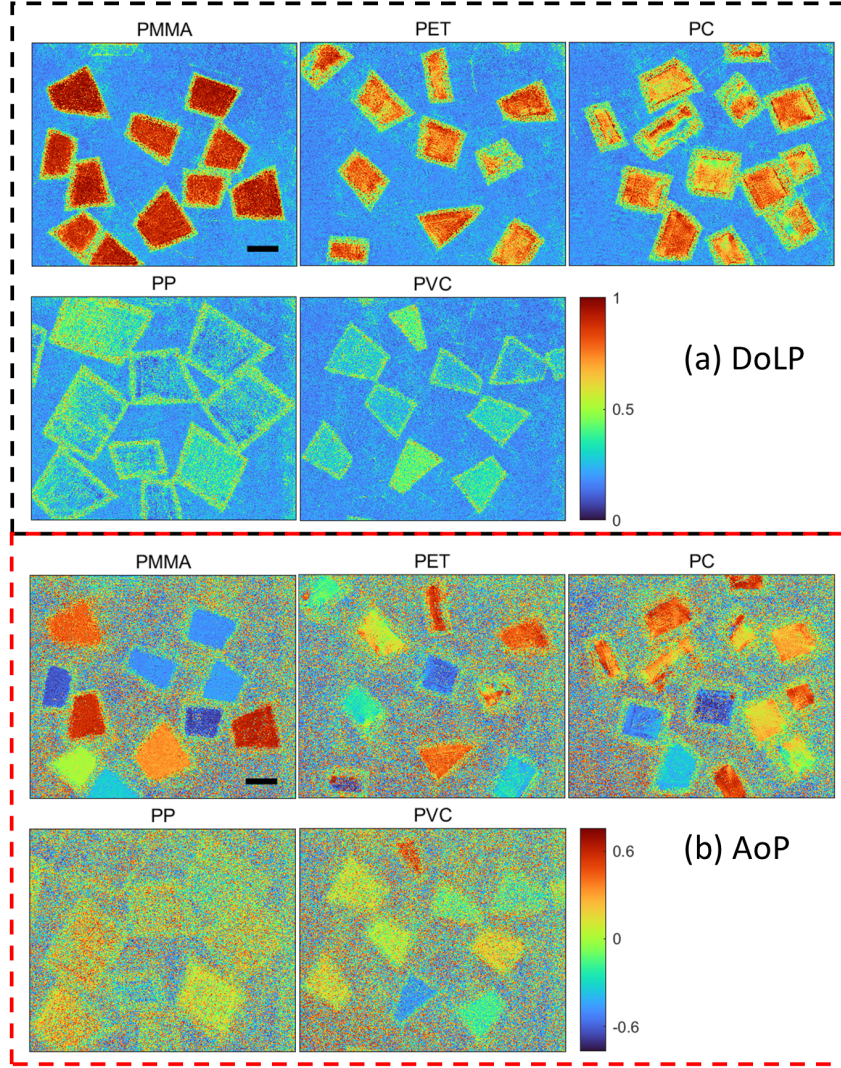 PMMA PET PC
PP PVC
1
0.5
0
(a) DoLP
PMMA PET PC
PP PVC
0.6
0
-0.6
(b) AoP